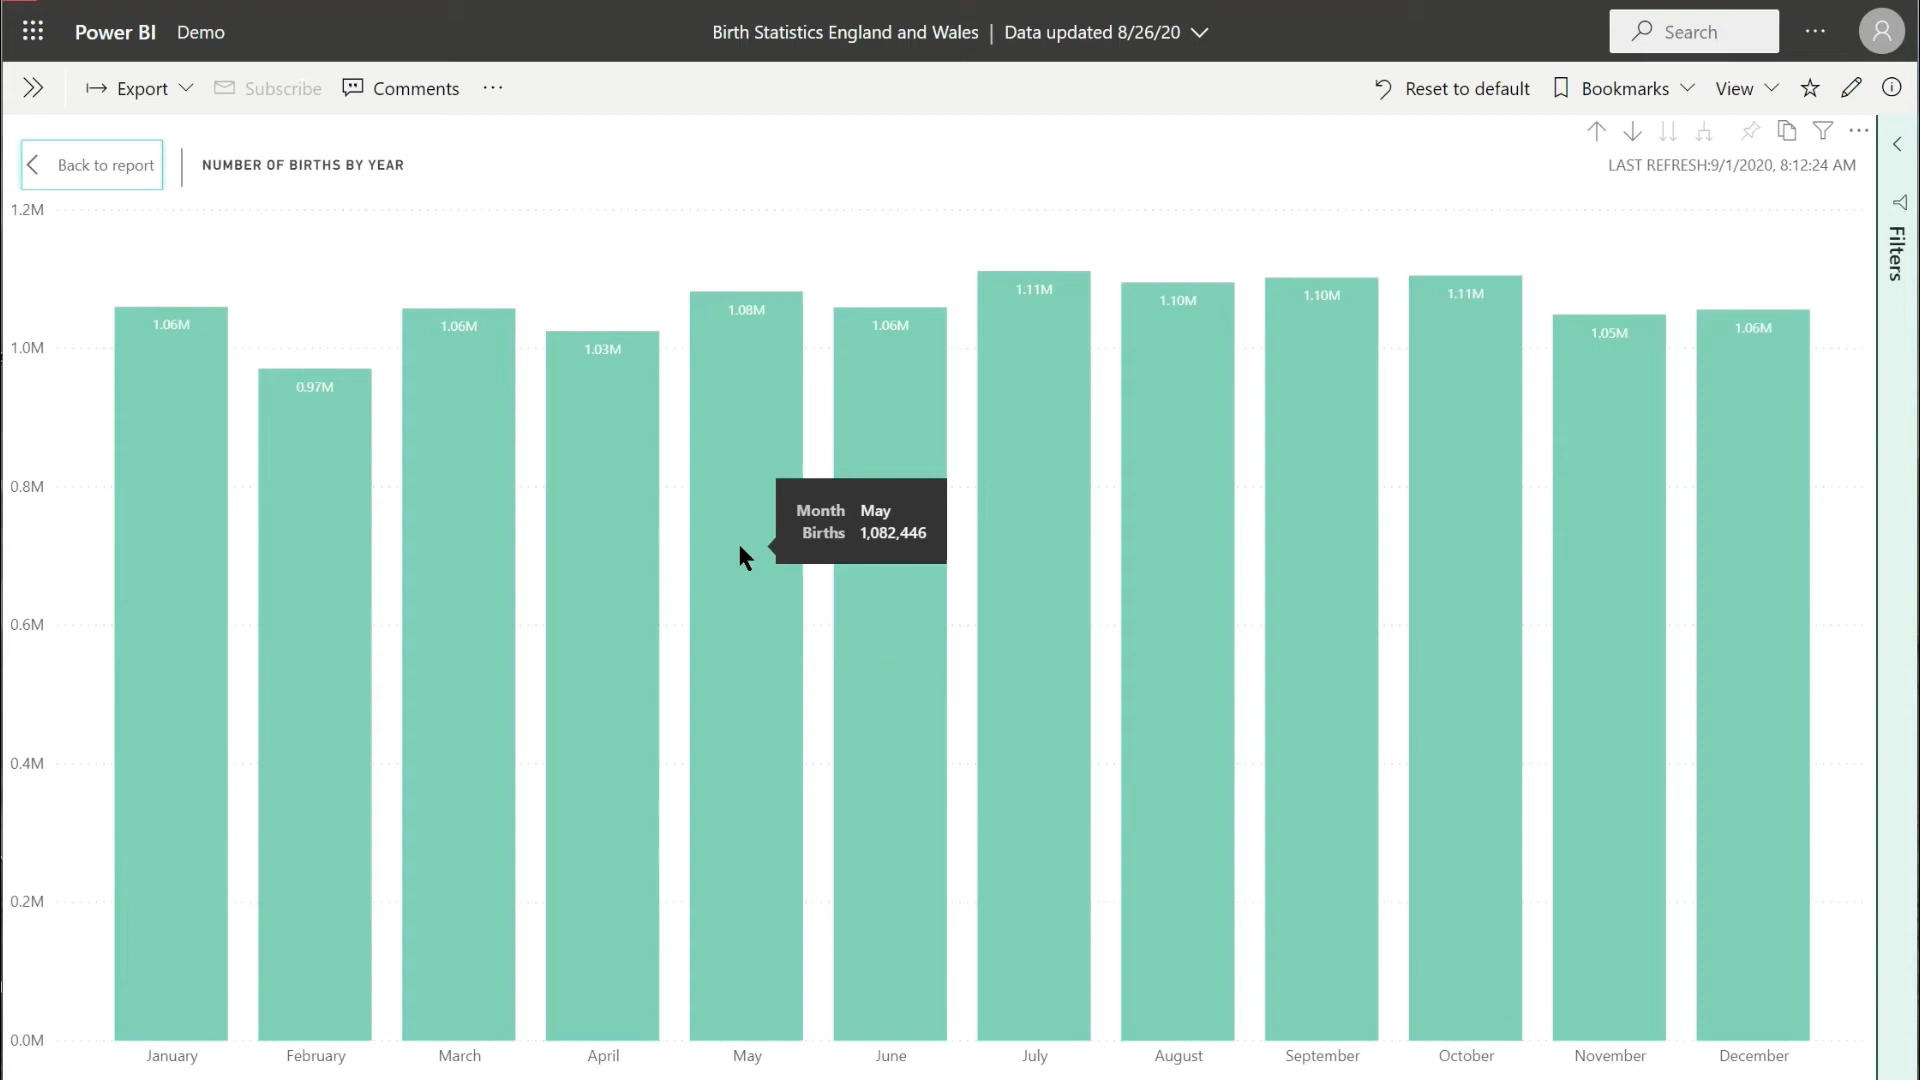 Power BI Demo Birth Statistics England and Wales | Data updated 8/26/20 Search
Export Subscribe Comments Reset to default Bookmarks View
Back to report NUMBER OF BIRTHS BY YEAR LAST REFRESH:9/1/2020, 8:12:24 AM
Filters
1.2M
1.0M
0.8M
0.6M
0.4M
0.2M
0.0M
1.06M 0.97M 1.06M 1.03M 1.08M 1.06M 1.11M 1.10M 1.10M 1.11M 1.05M 1.06M
Month May
Births 1,082,446
January February March April May June July August September October November December